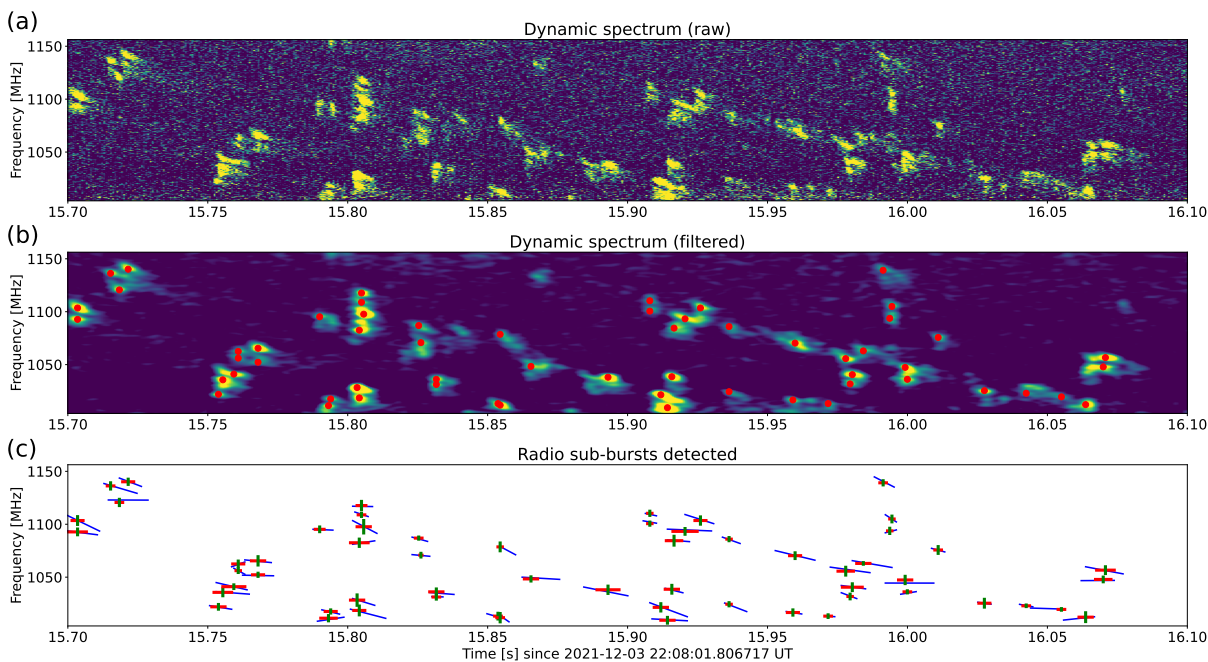 (a)
Dynamic spectrum (raw)
Frequency [MHz]
1150
1100
1050
15.70 15.75 15.80 15.85 15.90 15.95 16.00 16.05 16.10
(b)
Dynamic spectrum (filtered)
Frequency [MHz]
1150
1100
1050
15.70 15.75 15.80 15.85 15.90 15.95 16.00 16.05 16.10
(c)
Radio sub-bursts detected
Frequency [MHz]
1150
1100
1050
15.70 15.75 15.80 15.85 15.90 15.95 16.00 16.05 16.10
Time [s] since 2021-12-03 22:08:01.806717 UT